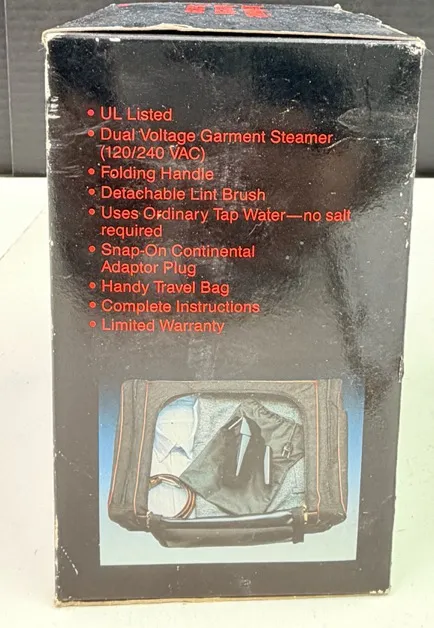 • UL Listed
• Dual Voltage Garment Steamer
(120/240 VAC)
• Folding Handle
• Detachable Lint Brush
• Uses Ordinary Tap Water—no salt
required
• Snap-On Continental
Adaptor Plug
• Handy Travel Bag
• Complete Instructions
• Limited Warranty